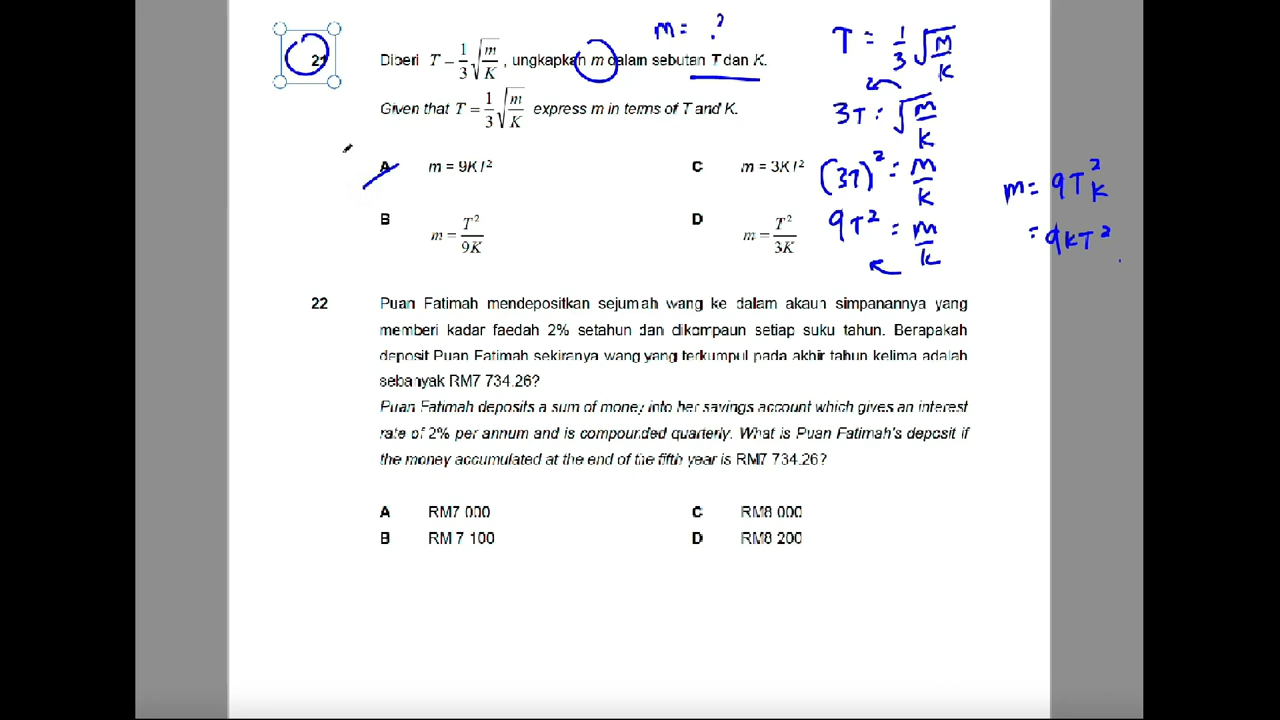 m = ?
21 Diberi T = 1/3 √(m/K) , ungkapkan m dalam sebutan T dan K.
Given that T = 1/3 √(m/K) express m in terms of T and K.
A m = 9KT² C m = 3KT²
B m = T²/9K D m = T²/3K
T = 1/3 √(m/K)
3T = √(m/K)
(3T)² = m/K
9T² = m/K
m = 9T²K
= 9KT²
22 Puan Fatimah mendepositkan sejumlah wang ke dalam akaun simpanannya yang
memberi kadar faedah 2% setahun dan dikompaun setiap suku tahun. Berapakah
deposit Puan Fatimah sekiranya wang yang terkumpul pada akhir tahun kelima adalah
sebanyak RM7 734.26?
Puan Fatimah deposits a sum of money into her savings account which gives an interest
rate of 2% per annum and is compounded quarterly. What is Puan Fatimah's deposit if
the money accumulated at the end of the fifth year is RM7 734.26?
A RM7 000 C RM8 000
B RM 7 100 D RM8 200